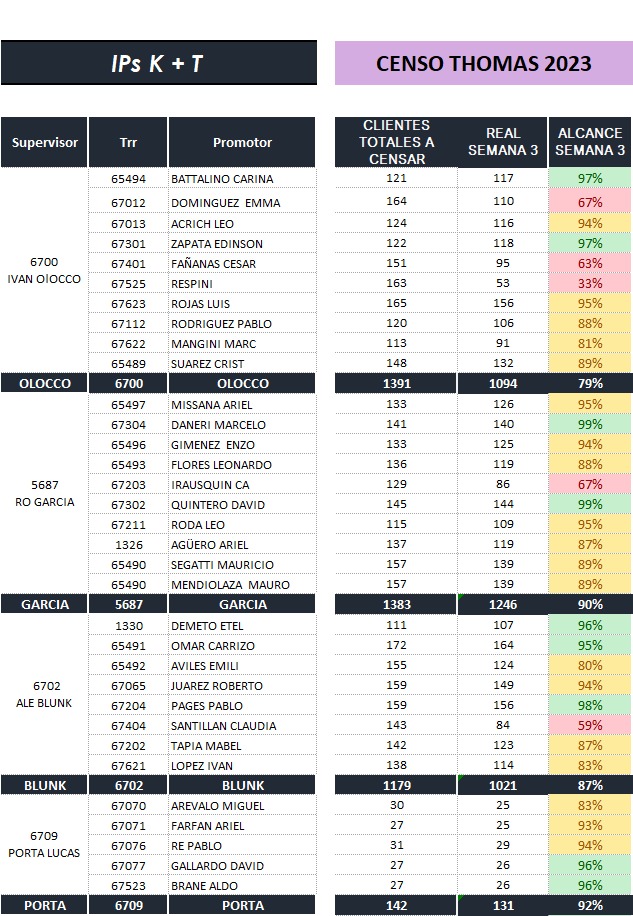 IPs K + T CENSO THOMAS 2023
Supervisor Trr Promotor CLIENTES TOTALES A CENSAR REAL SEMANA 3 ALCANCE SEMANA 3
6700 IVAN OlOCCO
65494 BATTALINO CARINA 121 117 97%
67012 DOMINGUEZ EMMA 164 110 67%
67013 ACRICH LEO 124 116 94%
67301 ZAPATA EDINSON 122 118 97%
67401 FAÑANAS CESAR 151 95 63%
67525 RESPINI 163 53 33%
67623 ROJAS LUIS 165 156 95%
67112 RODRIGUEZ PABLO 120 106 88%
67622 MANGINI MARC 113 91 81%
65489 SUAREZ CRIST 148 132 89%
OLOCCO 6700 OLOCCO 1391 1094 79%
5687 RO GARCIA
65497 MISSANA ARIEL 133 126 95%
67304 DANERI MARCELO 141 140 99%
65496 GIMENEZ ENZO 133 125 94%
65493 FLORES LEONARDO 136 119 88%
67203 IRAUSQUIN CA 129 86 67%
67302 QUINTERO DAVID 145 144 99%
67211 RODA LEO 115 109 95%
1326 AGÜERO ARIEL 137 119 87%
65490 SEGATTI MAURICIO 157 139 89%
65490 MENDIOLAZA MAURO 157 139 89%
GARCIA 5687 GARCIA 1383 1246 90%
6702 ALE BLUNK
1330 DEMETO ETEL 111 107 96%
65491 OMAR CARRIZO 172 164 95%
65492 AVILES EMILI 155 124 80%
67065 JUAREZ ROBERTO 159 149 94%
67204 PAGES PABLO 159 156 98%
67404 SANTILLAN CLAUDIA 143 84 59%
67202 TAPIA MABEL 142 123 87%
67621 LOPEZ IVAN 138 114 83%
BLUNK 6702 BLUNK 1179 1021 87%
6709 PORTA LUCAS
67070 AREVALO MIGUEL 30 25 83%
67071 FARFAN ARIEL 27 25 93%
67076 RE PABLO 31 29 94%
67077 GALLARDO DAVID 27 26 96%
67523 BRANE ALDO 27 26 96%
PORTA 6709 PORTA 142 131 92%